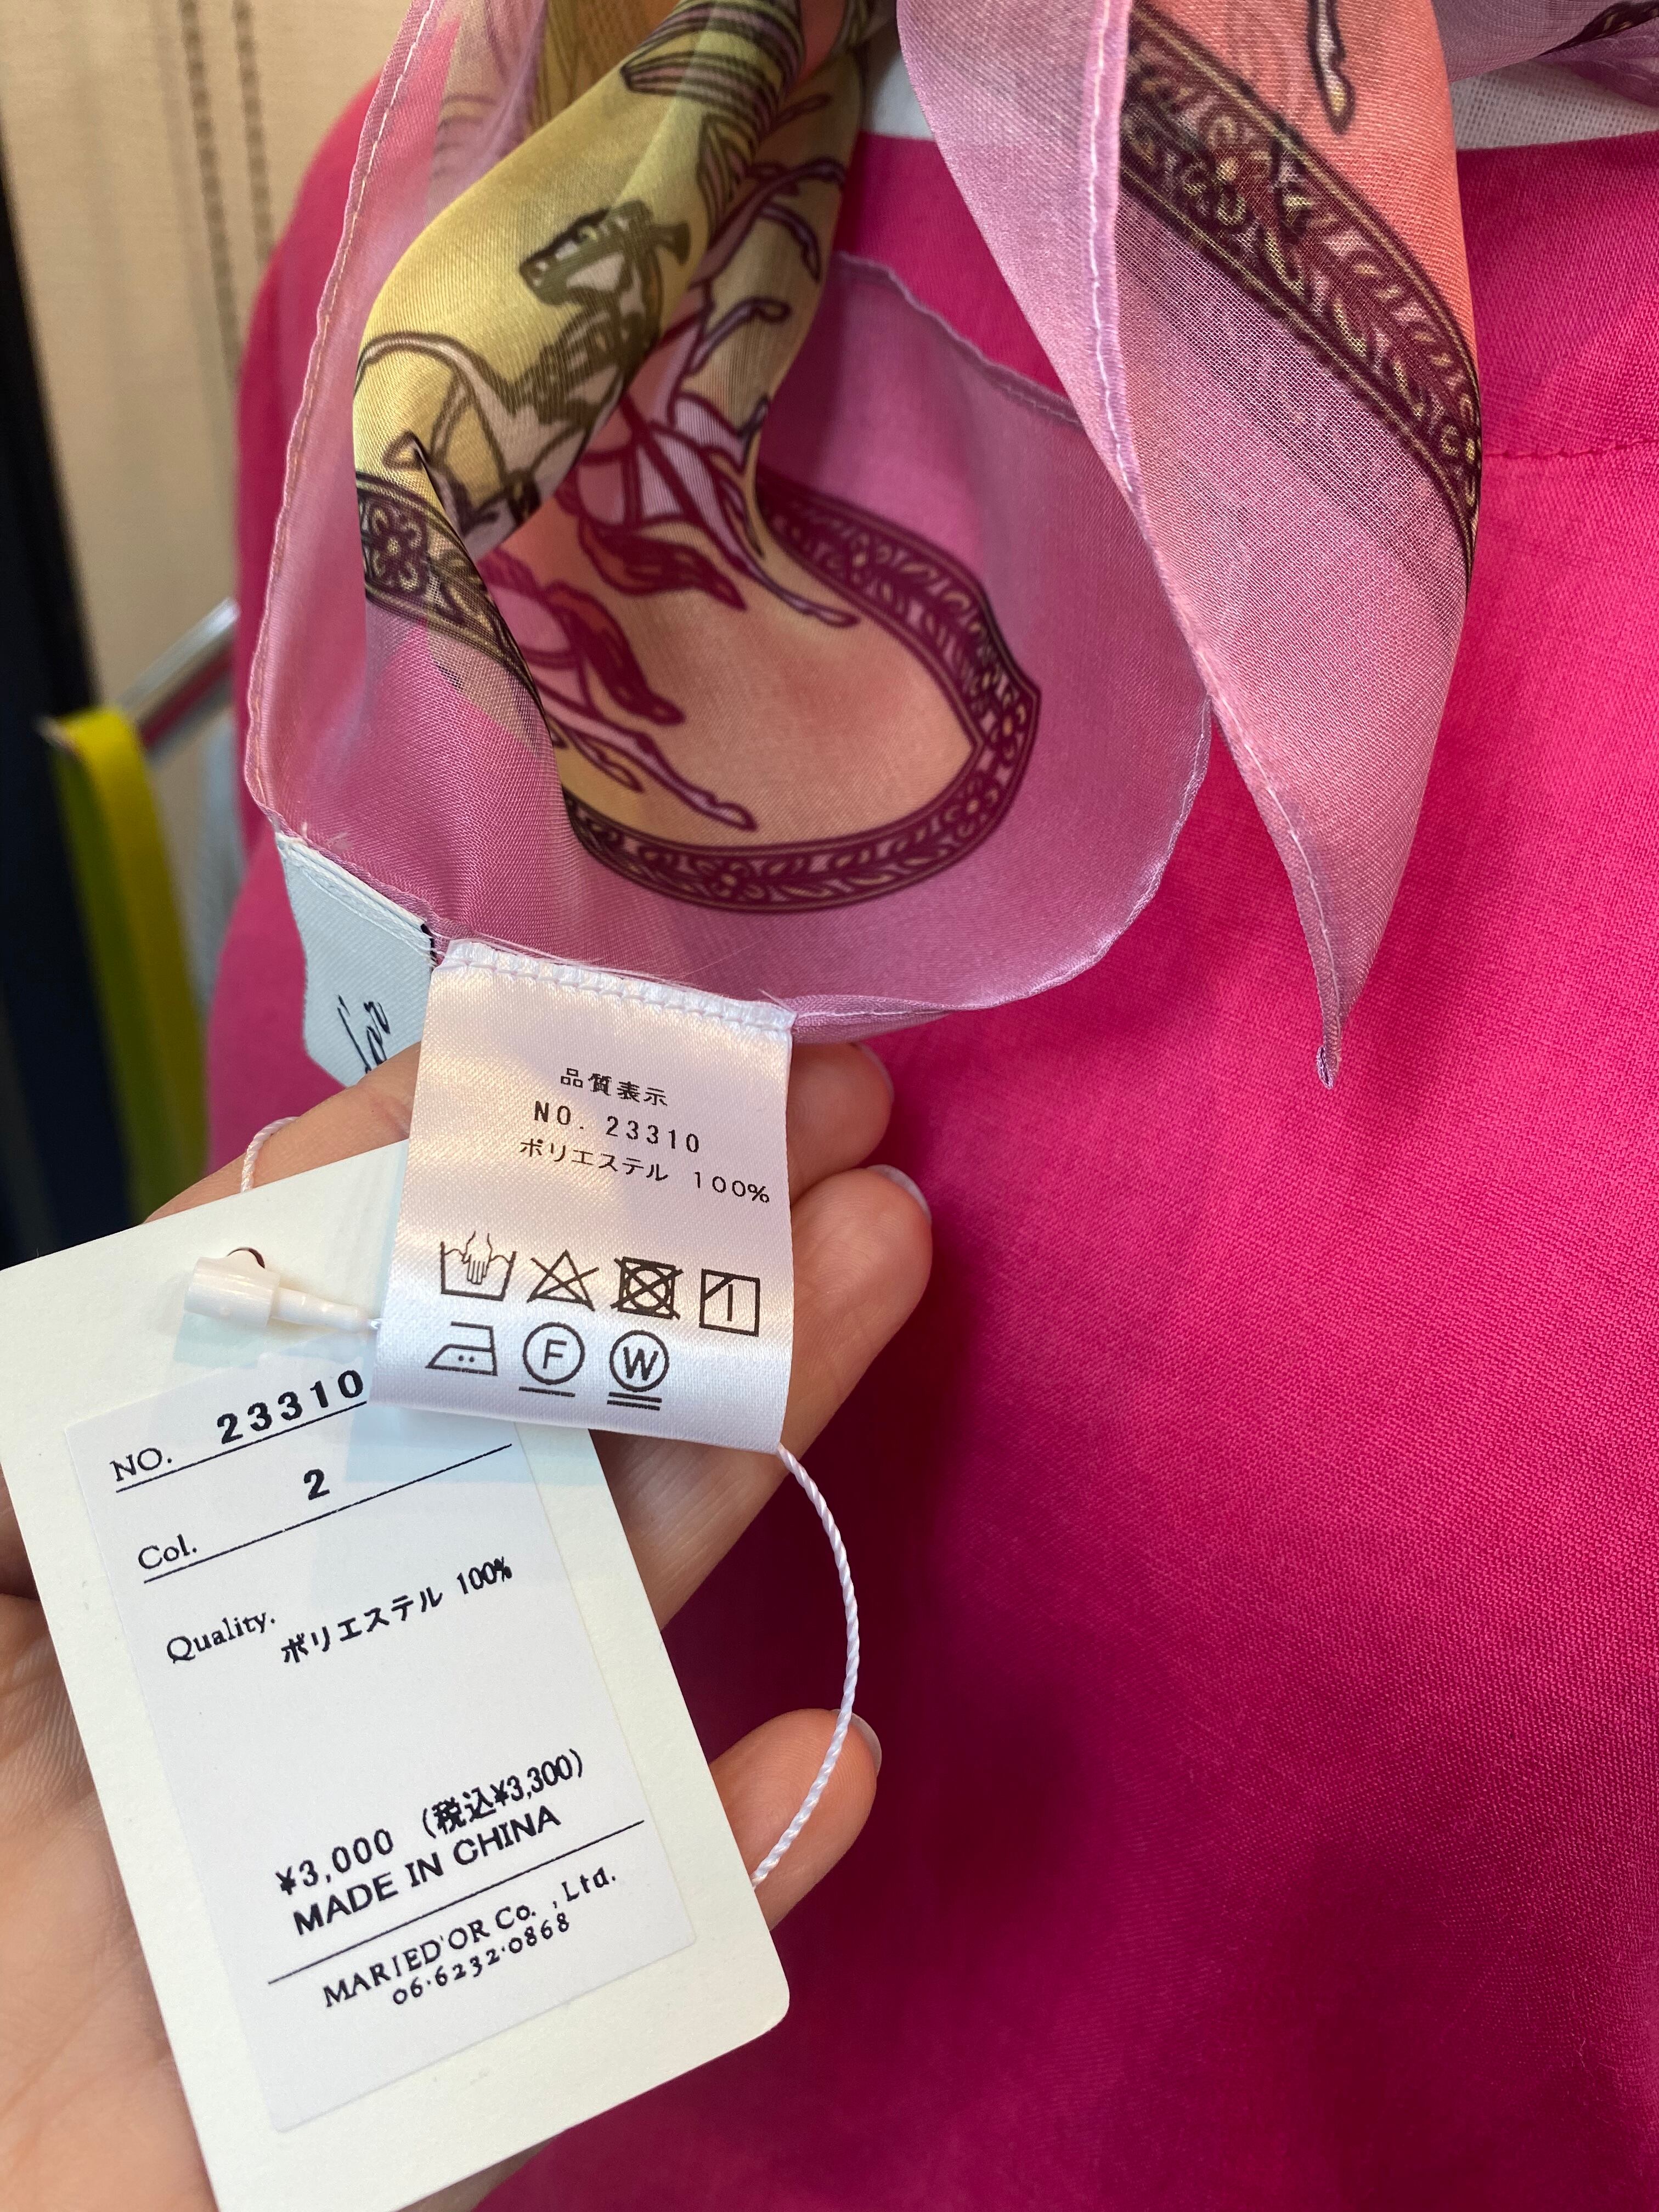 d'or
品質表示
NO. 23310
ポリエステル 100%
F
W
NO. 23310
Col. 2
Quality. ポリエステル 100%
¥3,000 (税込¥3,300)
MADE IN CHINA
MARIED'OR Co. ,Ltd.
06·6232·0868